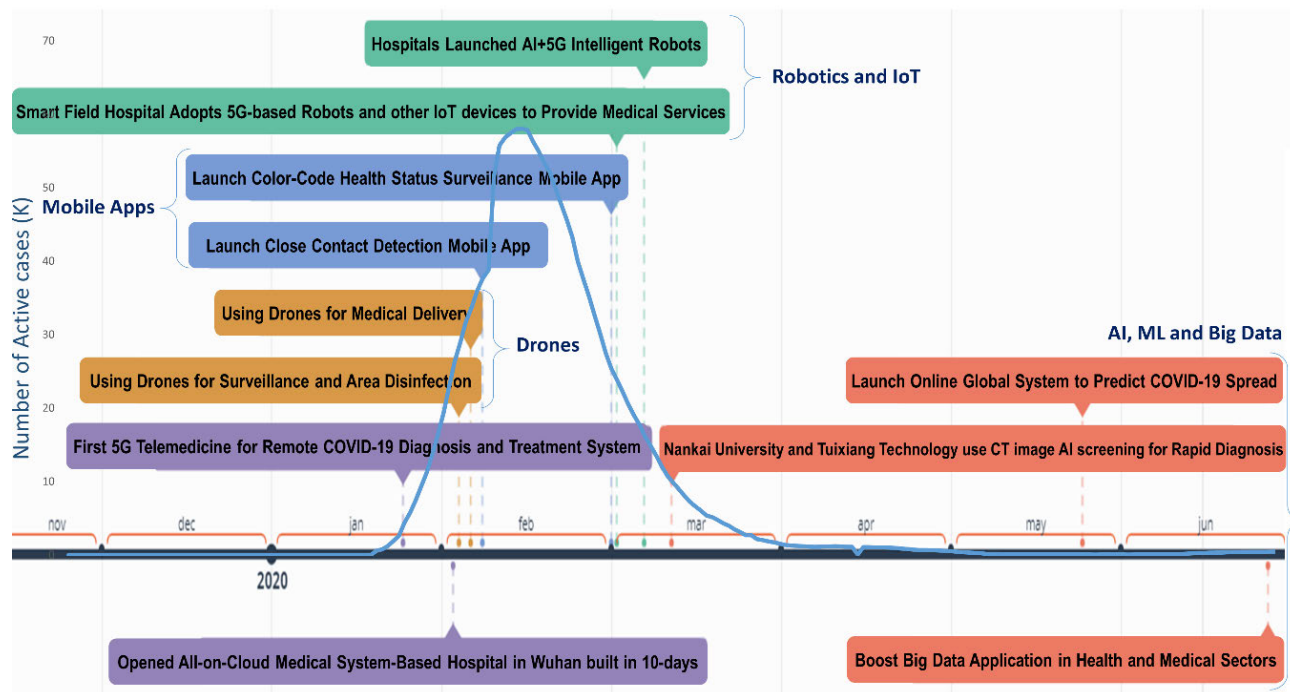 70
Hospitals Launched AI+5G Intelligent Robots
Robotics and IoT
Smart Field Hospital Adopts 5G-based Robots and other IoT devices to Provide Medical Services
50
Launch Color-Code Health Status Surveillance Mobile App
Mobile Apps
Launch Close Contact Detection Mobile App
40
Number of Active cases (K)
Using Drones for Medical Delivery
30
Drones
AI, ML and Big Data
Using Drones for Surveillance and Area Disinfection
Launch Online Global System to Predict COVID-19 Spread
20
First 5G Telemedicine for Remote COVID-19 Diagnosis and Treatment System
Nankai University and Tuixiang Technology use CT image AI screening for Rapid Diagnosis
10
nov dec jan feb mar apr may jun
0
2020
Opened All-on-Cloud Medical System-Based Hospital in Wuhan built in 10-days
Boost Big Data Application in Health and Medical Sectors